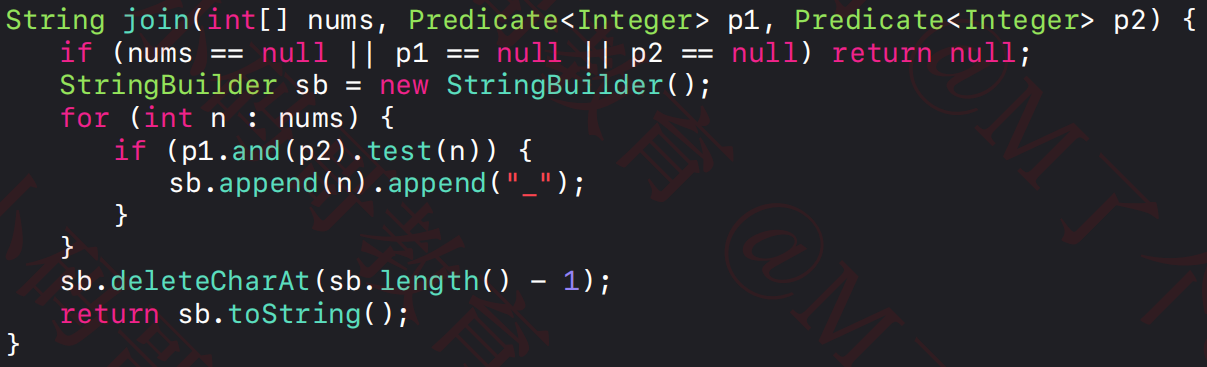 String join(int[] nums, Predicate<Integer> p1, Predicate<Integer> p2) {
    if (nums == null || p1 == null || p2 == null) return null;
    StringBuilder sb = new StringBuilder();
    for (int n : nums) {
        if (p1.and(p2).test(n)) {
            sb.append(n).append("_");
        }
    }
    sb.deleteCharAt(sb.length() - 1);
    return sb.toString();
}